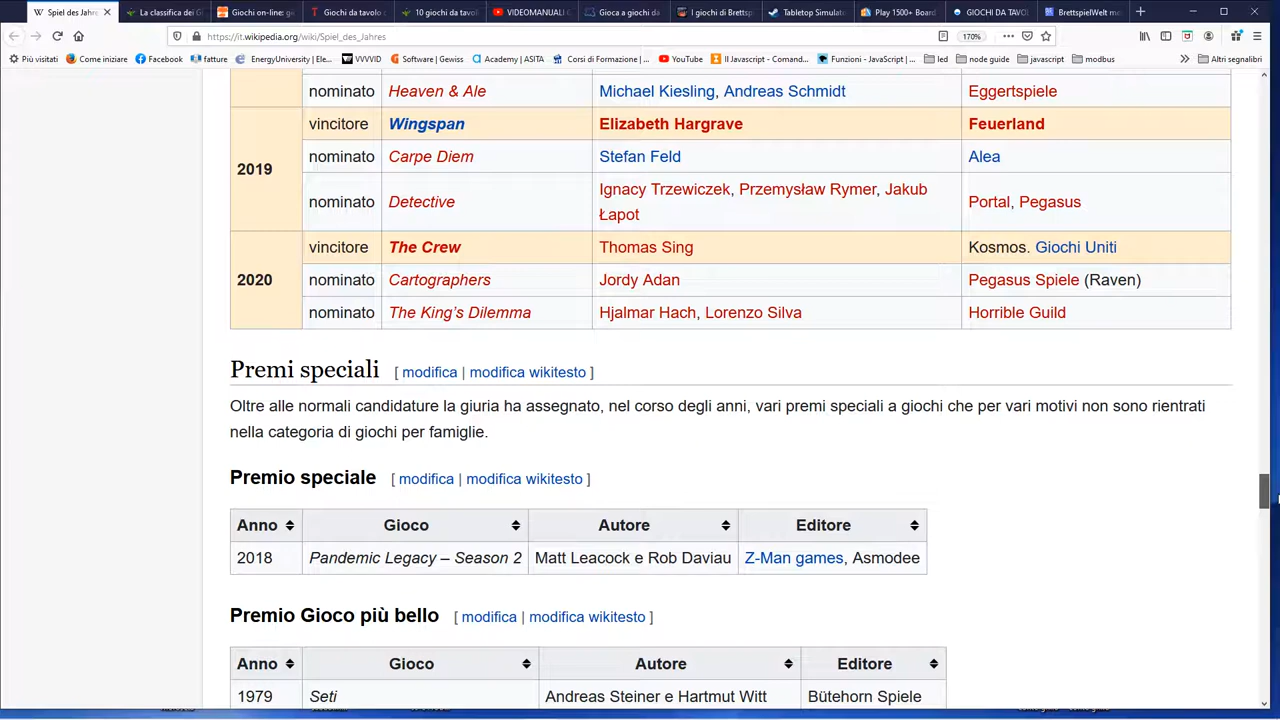 Spiel des Jahres
La classifica dei Gi
Giochi on-line: ge
Giochi da tavolo o
10 giochi da tavol
VIDEOMANUALI
Gioca a giochi da
I giochi di Brettsp
Tabletop Simulato
Play 1500+ Board
GIOCHI DA TAVO
BrettspielWelt me
https://it.wikipedia.org/wiki/Spiel_des_Jahres
170%
Più visitati
Come iniziare
Facebook
fatture
EnergyUniversity | Ele...
VVVVID
Software | Gewiss
Academy | ASITA
Corsi di Formazione |...
YouTube
Il Javascript - Comand...
Funzioni - JavaScript |...
led
node guide
javascript
modbus
Altri segnalibri
nominato Heaven & Ale Michael Kiesling, Andreas Schmidt Eggertspiele
2019 vincitore Wingspan Elizabeth Hargrave Feuerland
nominato Carpe Diem Stefan Feld Alea
nominato Detective Ignacy Trzewiczek, Przemysław Rymer, Jakub Łapot Portal, Pegasus
2020 vincitore The Crew Thomas Sing Kosmos. Giochi Uniti
nominato Cartographers Jordy Adan Pegasus Spiele (Raven)
nominato The King's Dilemma Hjalmar Hach, Lorenzo Silva Horrible Guild
Premi speciali [ modifica | modifica wikitesto ]
Oltre alle normali candidature la giuria ha assegnato, nel corso degli anni, vari premi speciali a giochi che per vari motivi non sono rientrati
nella categoria di giochi per famiglie.
Premio speciale [ modifica | modifica wikitesto ]
Anno Gioco Autore Editore
2018 Pandemic Legacy – Season 2 Matt Leacock e Rob Daviau Z-Man games, Asmodee
Premio Gioco più bello [ modifica | modifica wikitesto ]
Anno Gioco Autore Editore
1979 Seti Andreas Steiner e Hartmut Witt Bütehorn Spiele